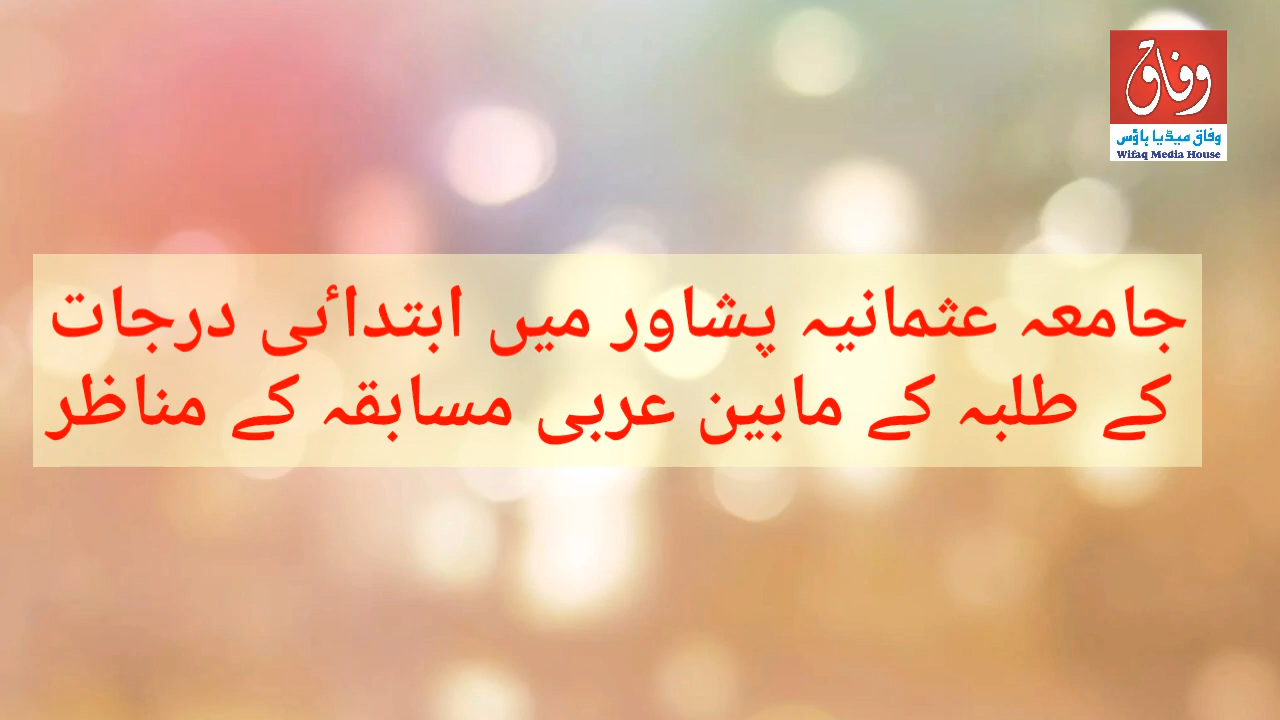 وفاق
وفاق میڈیا ہاؤس
Wifaq Media House
جامعہ عثمانیہ پشاور میں ابتدائی درجات
کے طلبہ کے مابین عربی مسابقہ کے مناظر